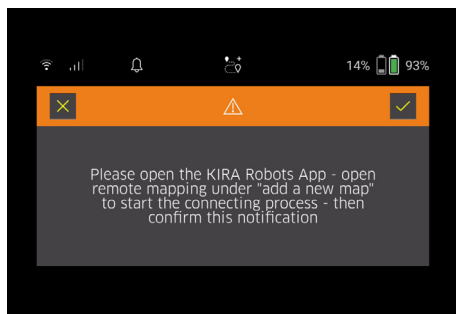 14% 93%
Please open the KIRA Robots App - open
remote mapping under "add a new map"
to start the connecting process - then
confirm this notification